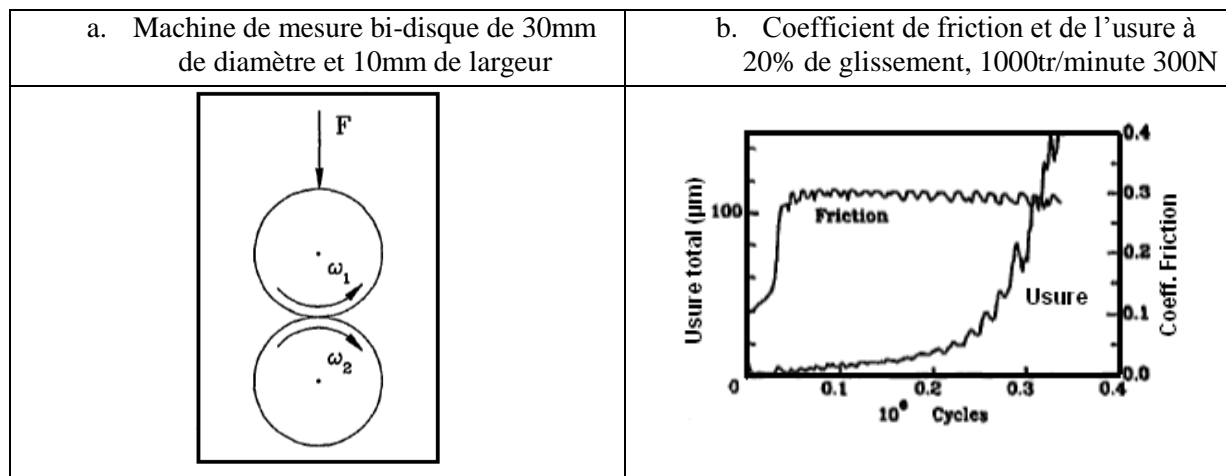 a. Machine de mesure bi-disque de 30mm
de diamètre et 10mm de largeur
b. Coefficient de friction et de l'usure à
20% de glissement, 1000tr/minute 300N
F
ω1
ω2
Usure total (μm)
100
0
Friction
Usure
0.4
0.3
0.2
0.1
0.0
Coeff. Friction
0 0.1 0.2 0.3 0.4
10⁶ Cycles